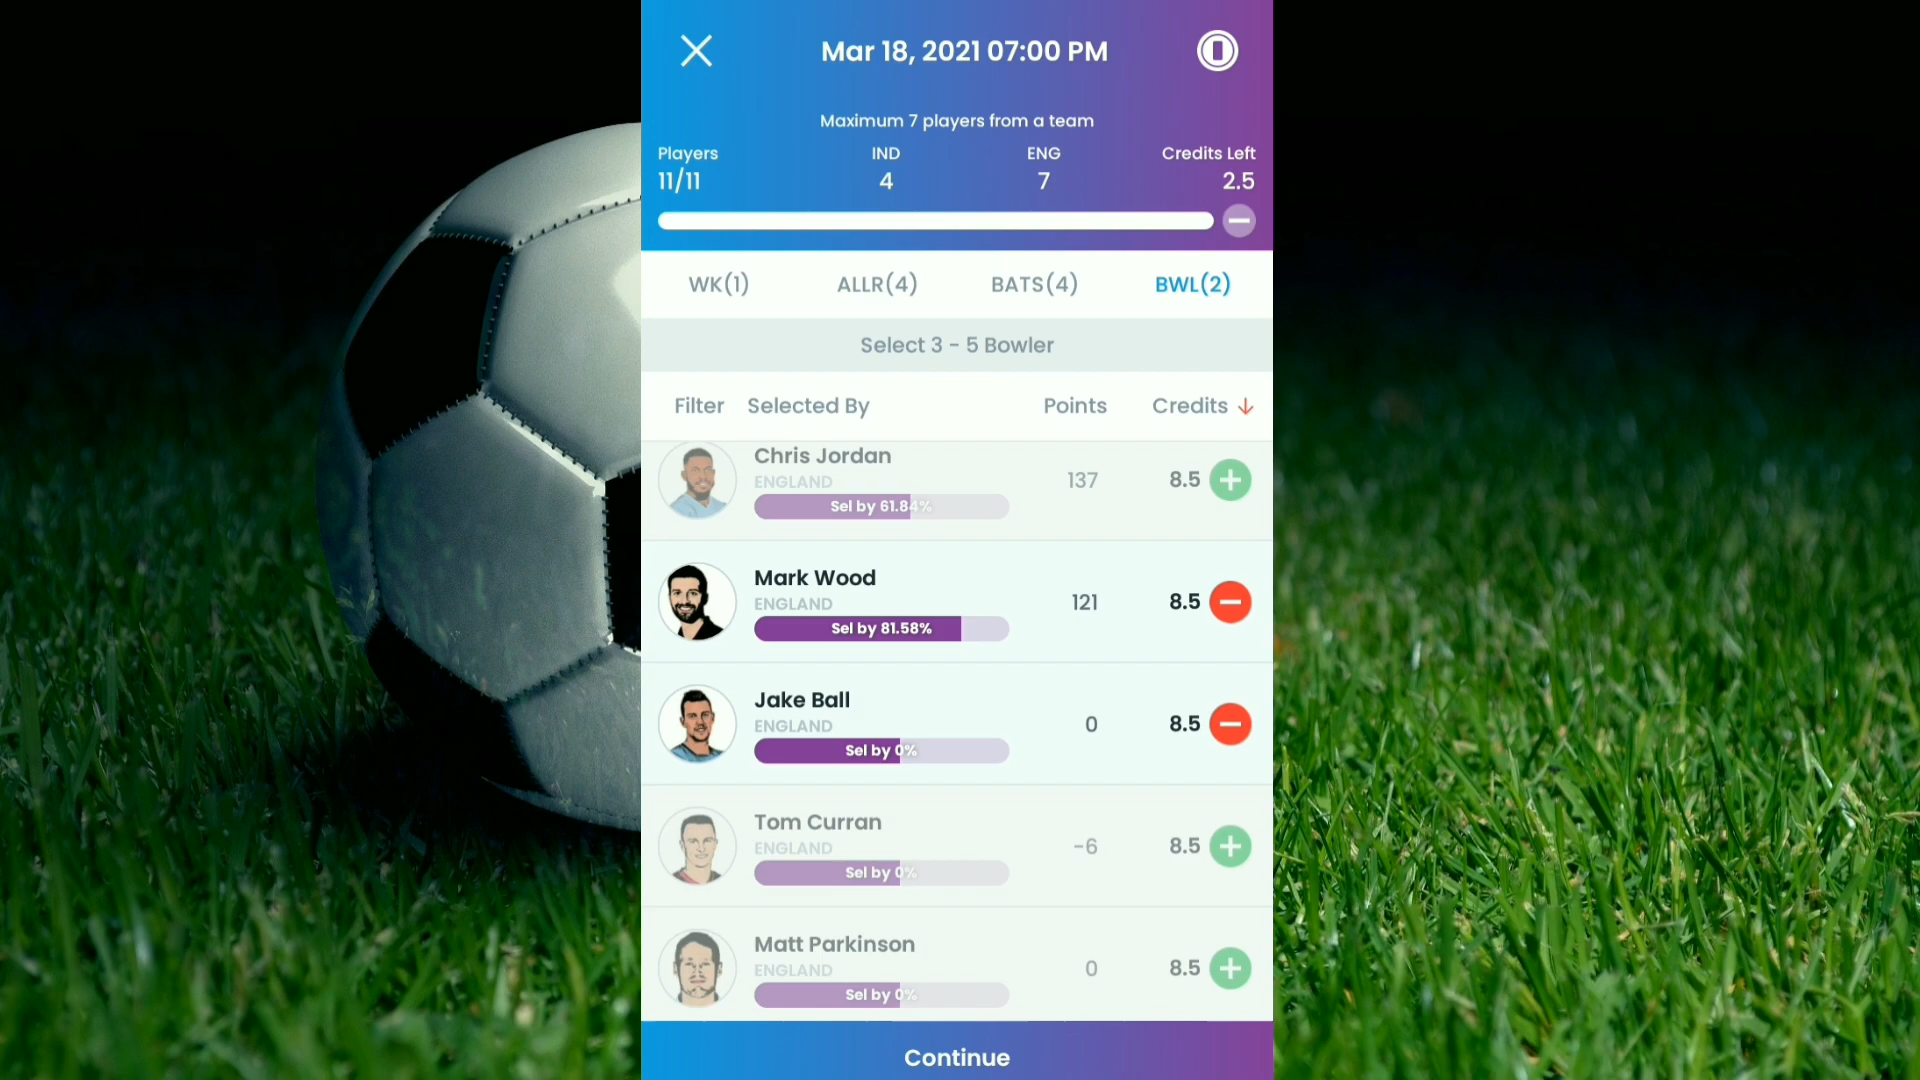 Mar 18, 2021 07:00 PM
Maximum 7 players from a team
Players IND ENG Credits Left
11/11 4 7 2.5
WK(1) ALLR(4) BATS(4) BWL(2)
Select 3 - 5 Bowler
Filter Selected By Points Credits
Chris Jordan
ENGLAND
Sel by 61.84%
137 8.5
Mark Wood
ENGLAND
Sel by 81.58%
121 8.5
Jake Ball
ENGLAND
Sel by 0%
0 8.5
Tom Curran
ENGLAND
Sel by 0%
-6 8.5
Matt Parkinson
ENGLAND
Sel by 0%
0 8.5
Continue